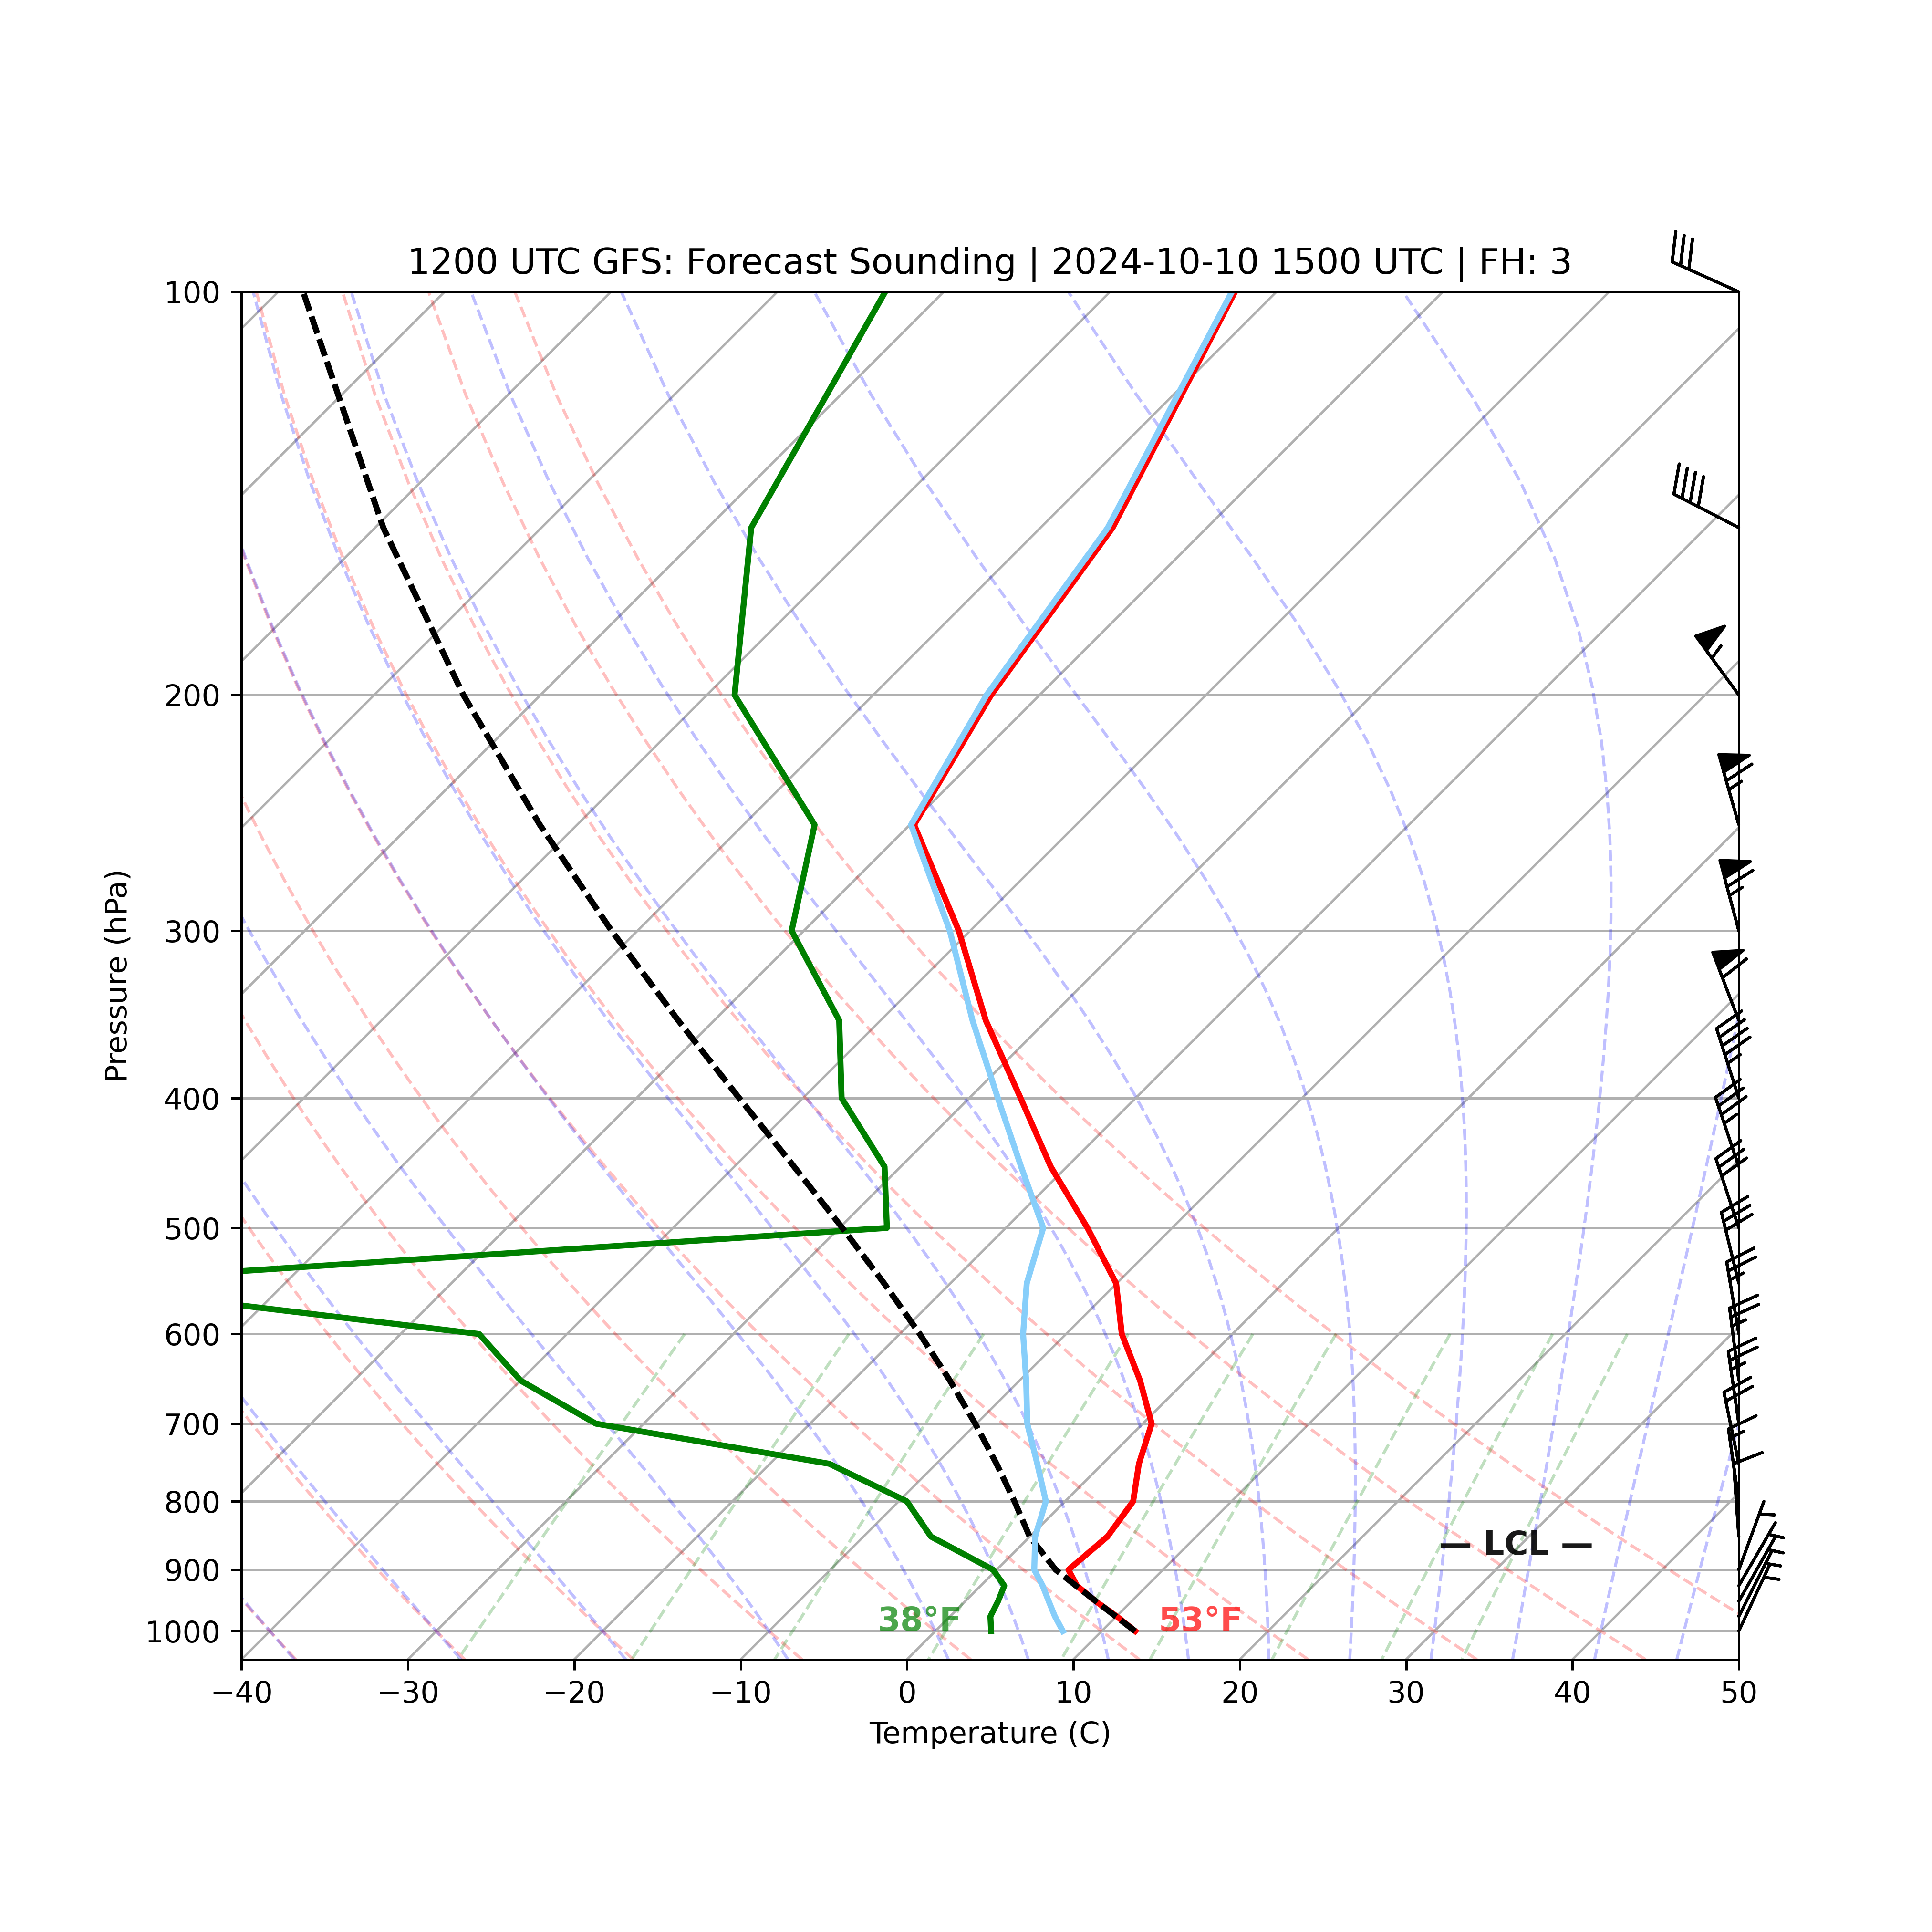 1200 UTC GFS: Forecast Sounding | 2024-10-10 1500 UTC | FH: 3
100
200
300
400
500
600
700
800
900
1000
Pressure (hPa)
— LCL —
38°F
53°F
−40 −30 −20 −10 0 10 20 30 40 50
Temperature (C)